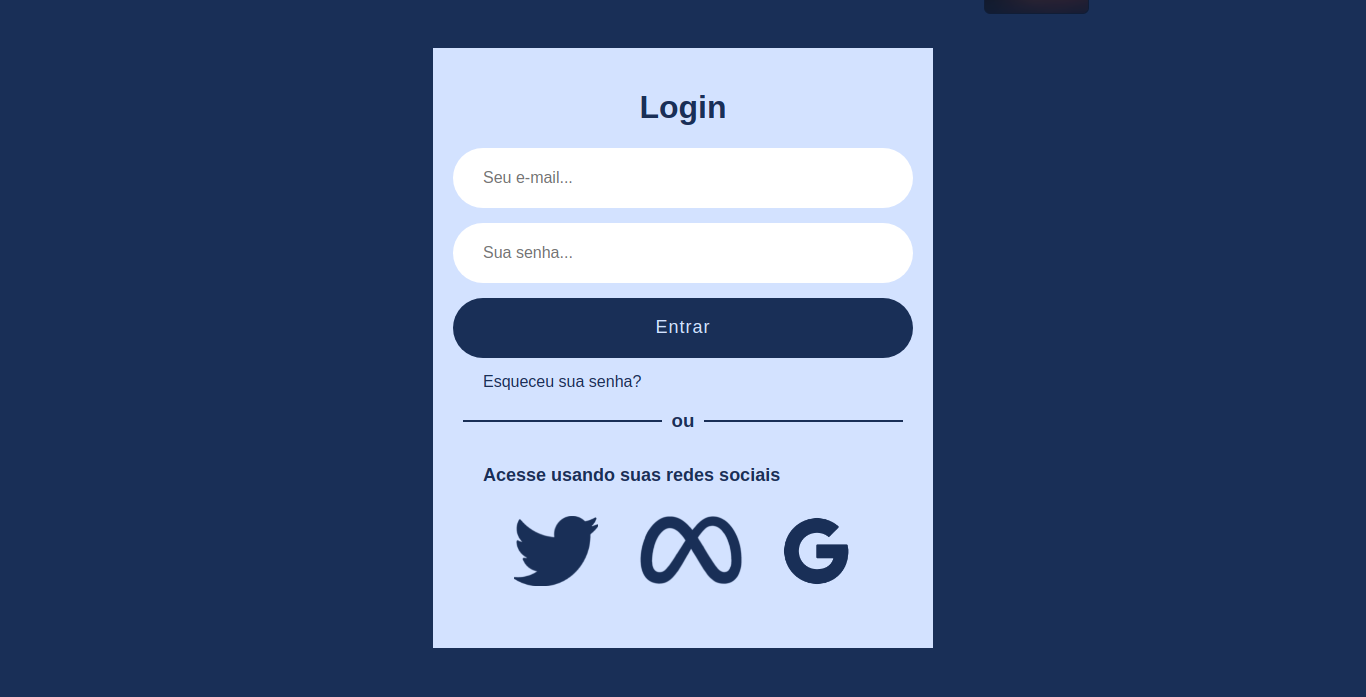 Login
Seu e-mail...
Sua senha...
Entrar
Esqueceu sua senha?
ou
Acesse usando suas redes sociais